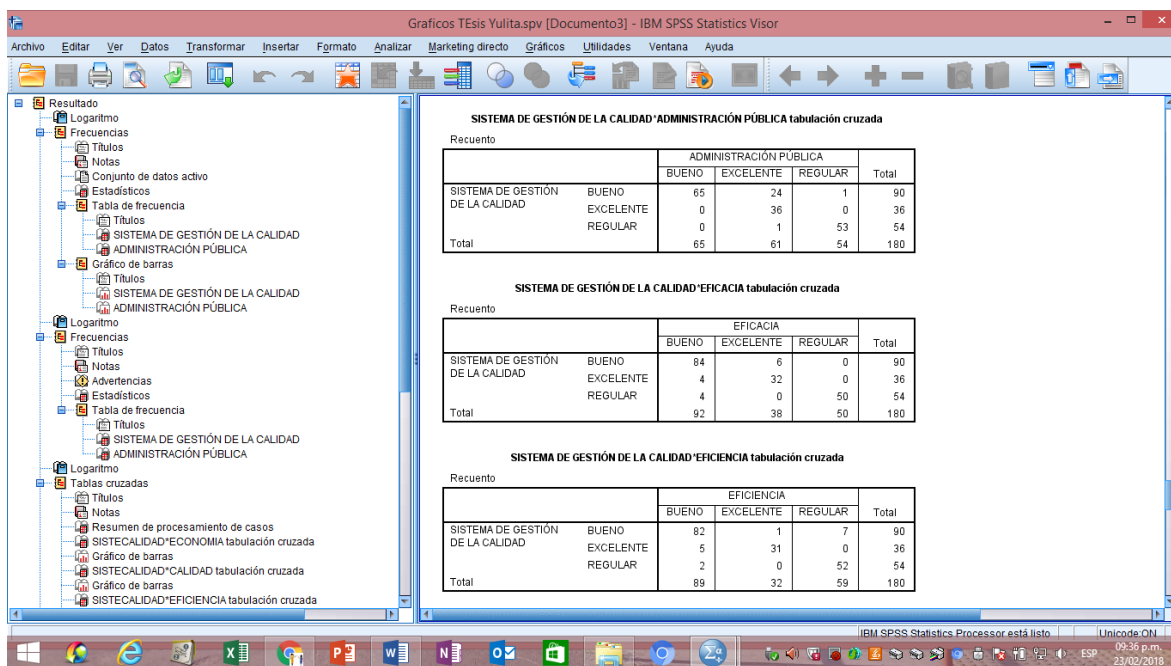 Graficos TEsis Yulita.spv [Documento3] - IBM SPSS Statistics Visor
Archivo Editar Ver Datos Transformar Insertar Formato Analizar Marketing directo Gráficos Utilidades Ventana Ayuda
Resultado
Logaritmo
Frecuencias
Títulos
Notas
Conjunto de datos activo
Estadísticos
Tabla de frecuencia
Títulos
SISTEMA DE GESTIÓN DE LA CALIDAD
ADMINISTRACIÓN PÚBLICA
Gráfico de barras
Títulos
SISTEMA DE GESTIÓN DE LA CALIDAD
ADMINISTRACIÓN PÚBLICA
Logaritmo
Frecuencias
Títulos
Notas
Advertencias
Estadísticos
Tabla de frecuencia
Títulos
SISTEMA DE GESTIÓN DE LA CALIDAD
ADMINISTRACIÓN PÚBLICA
Logaritmo
Tablas cruzadas
Títulos
Notas
Resumen de procesamiento de casos
SISTECALIDAD*ECONOMIA tabulación cruzada
Gráfico de barras
SISTECALIDAD*CALIDAD tabulación cruzada
Gráfico de barras
SISTECALIDAD*EFICIENCIA tabulación cruzada
SISTEMA DE GESTIÓN DE LA CALIDAD*ADMINISTRACIÓN PÚBLICA tabulación cruzada
Recuento
ADMINISTRACIÓN PÚBLICA
BUENO EXCELENTE REGULAR Total
SISTEMA DE GESTIÓN BUENO 65 24 1 90
DE LA CALIDAD EXCELENTE 0 36 0 36
REGULAR 0 1 53 54
Total 65 61 54 180
SISTEMA DE GESTIÓN DE LA CALIDAD*EFICACIA tabulación cruzada
Recuento
EFICACIA
BUENO EXCELENTE REGULAR Total
SISTEMA DE GESTIÓN BUENO 84 6 0 90
DE LA CALIDAD EXCELENTE 4 32 0 36
REGULAR 4 0 50 54
Total 92 38 50 180
SISTEMA DE GESTIÓN DE LA CALIDAD*EFICIENCIA tabulación cruzada
Recuento
EFICIENCIA
BUENO EXCELENTE REGULAR Total
SISTEMA DE GESTIÓN BUENO 82 1 7 90
DE LA CALIDAD EXCELENTE 5 31 0 36
REGULAR 2 0 52 54
Total 89 32 59 180
IBM SPSS Statistics Processor está listo Unicode:ON
ESP 09:36 p.m.
23/02/2018